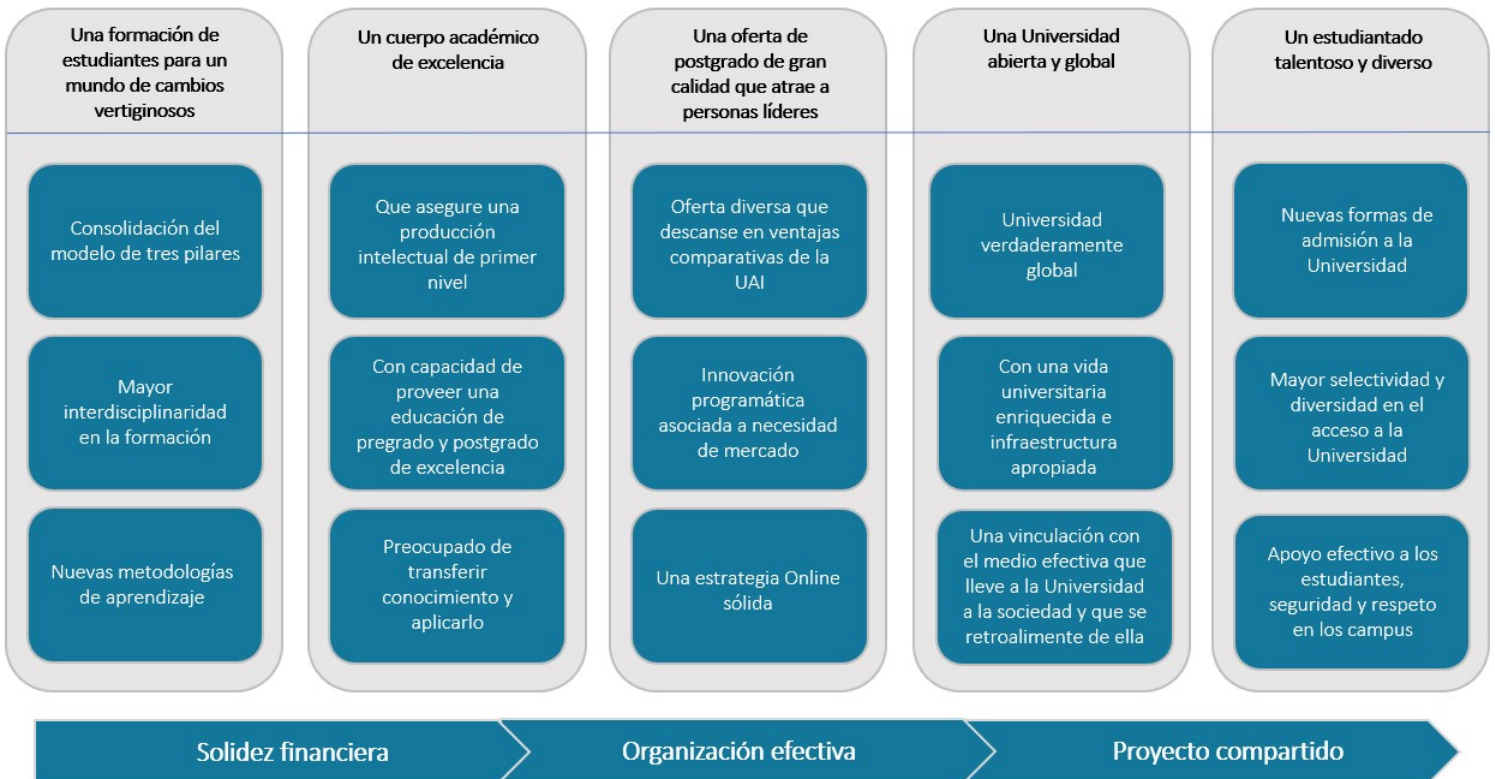 Una formación de
estudiantes para un
mundo de cambios
vertiginosos
Consolidación del
modelo de tres pilares
Mayor
interdisciplinaridad
en la formación
Nuevas metodologías
de aprendizaje
Un cuerpo académico
de excelencia
Que asegure una
producción
intelectual de primer
nivel
Con capacidad de
proveer una
educación de
pregrado y postgrado
de excelencia
Preocupado de
transferir
conocimiento y
aplicarlo
Una oferta de
postgrado de gran
calidad que atrae a
personas líderes
Oferta diversa que
descanse en ventajas
comparativas de la
UAI
Innovación
programática
asociada a necesidad
de mercado
Una estrategia Online
sólida
Una Universidad
abierta y global
Universidad
verdaderamente
global
Con una vida
universitaria
enriquecida e
infraestructura
apropiada
Una vinculación con
el medio efectiva que
lleve a la Universidad
a la sociedad y que se
retroalimente de ella
Un estudiantado
talentoso y diverso
Nuevas formas de
admisión a la
Universidad
Mayor selectividad y
diversidad en el
acceso a la
Universidad
Apoyo efectivo a los
estudiantes,
seguridad y respeto
en los campus
Solidez financiera
Organización efectiva
Proyecto compartido